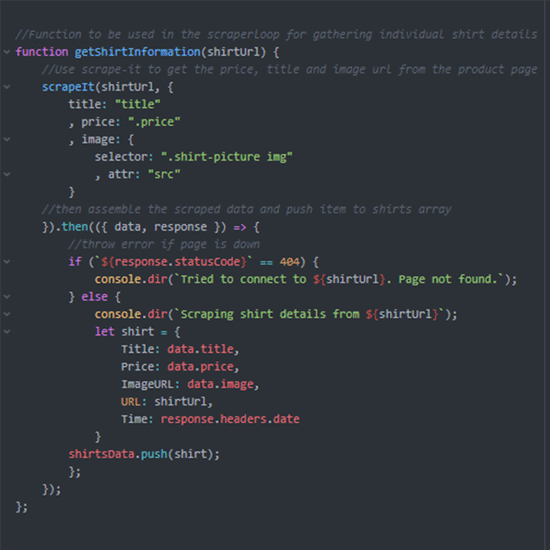 //Function to be used in the scraperloop for gathering individual shirt details
function getShirtInformation(shirtUrl) {
//Use scrape-it to get the price, title and image url from the product page
scrapeIt(shirtUrl, {
title: "title"
, price: ".price"
, image: {
selector: ".shirt-picture img"
, attr: "src"
}
//then assemble the scraped data and push item to shirts array
}).then(({ data, response }) => {
//throw error if page is down
if (`${response.statusCode}` == 404) {
console.dir(`Tried to connect to ${shirtUrl}. Page not found.`);
} else {
console.dir(`Scraping shirt details from ${shirtUrl}`);
let shirt = {
Title: data.title,
Price: data.price,
ImageURL: data.image,
URL: shirtUrl,
Time: response.headers.date
}
shirtsData.push(shirt);
};
});
};